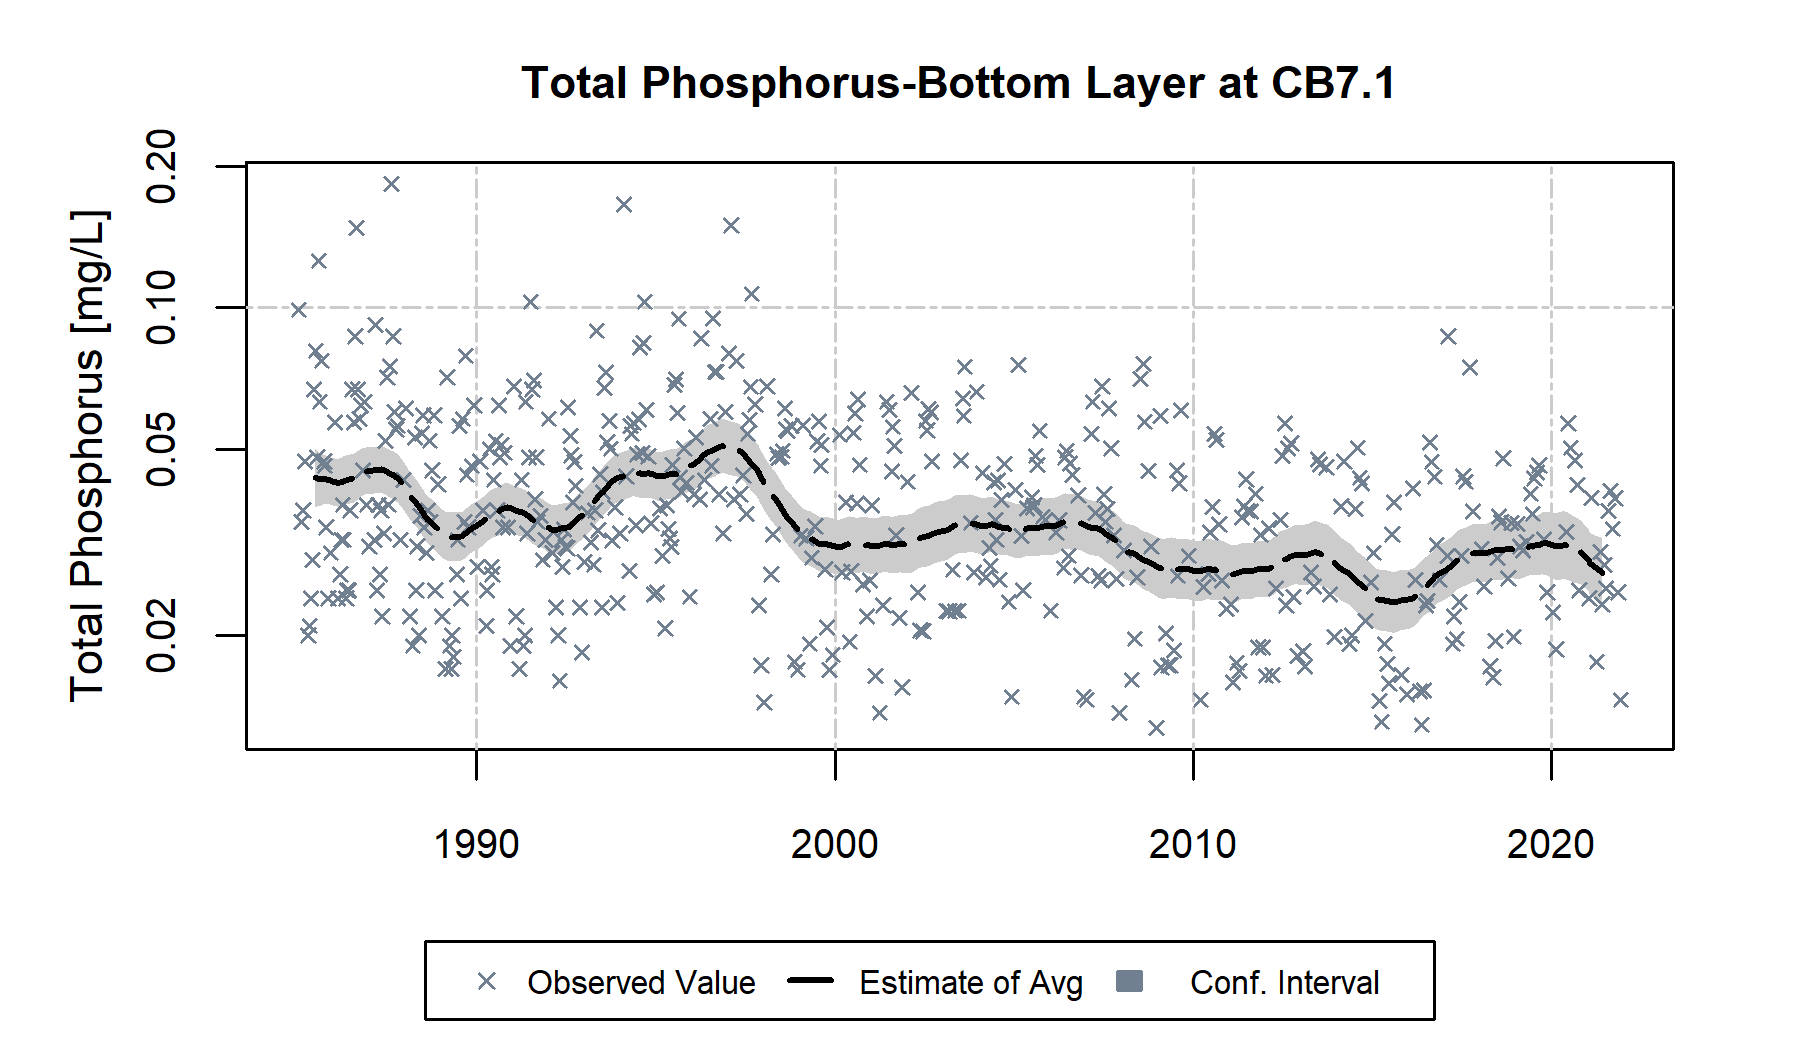 Total Phosphorus-Bottom Layer at CB7.1
Total Phosphorus [mg/L]
0.20
0.10
0.05
0.02
1990 2000 2010 2020
Observed Value Estimate of Avg Conf. Interval